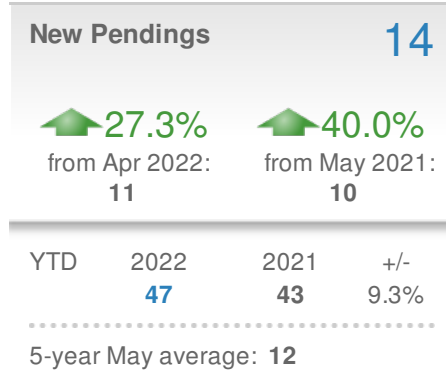 New Pendings 14
27.3% 40.0%
from Apr 2022: from May 2021:
11 10
YTD 2022 2021 +/-
47 43 9.3%
5-year May average: 12